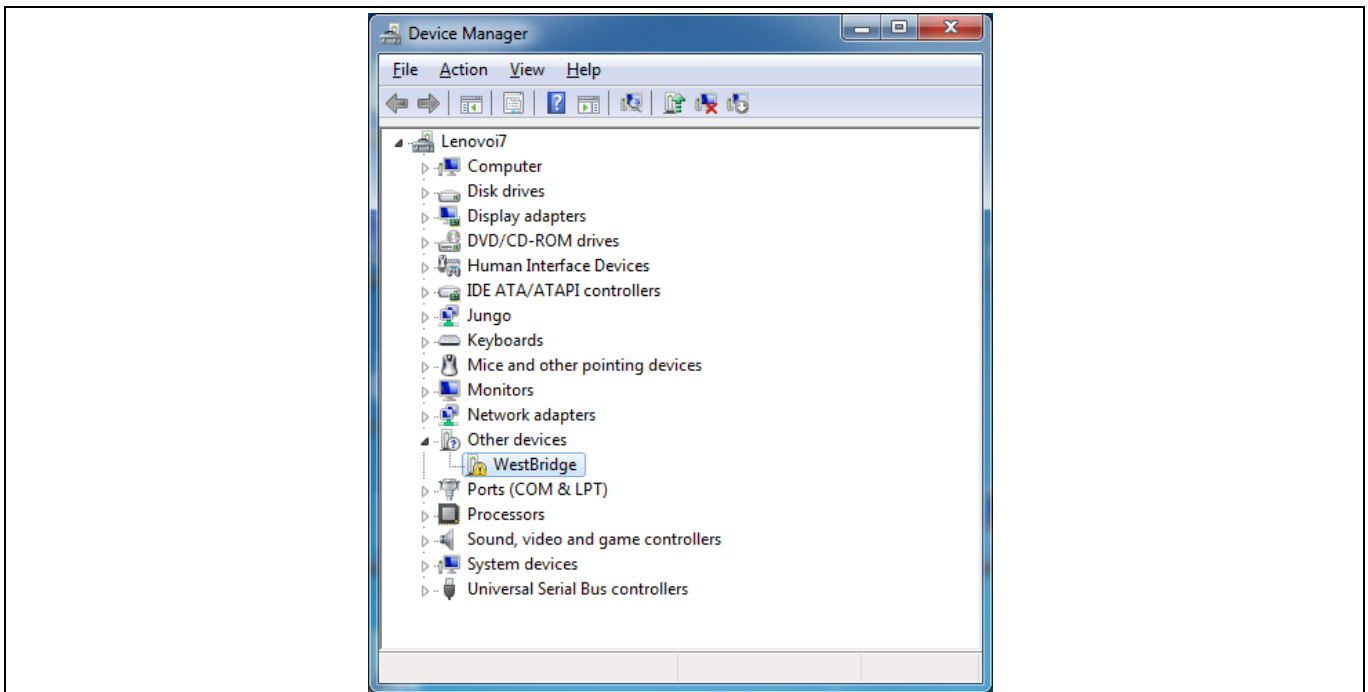 Device Manager
File Action View Help
Lenovoi7
Computer
Disk drives
Display adapters
DVD/CD-ROM drives
Human Interface Devices
IDE ATA/ATAPI controllers
Jungo
Keyboards
Mice and other pointing devices
Monitors
Network adapters
Other devices
WestBridge
Ports (COM & LPT)
Processors
Sound, video and game controllers
System devices
Universal Serial Bus controllers